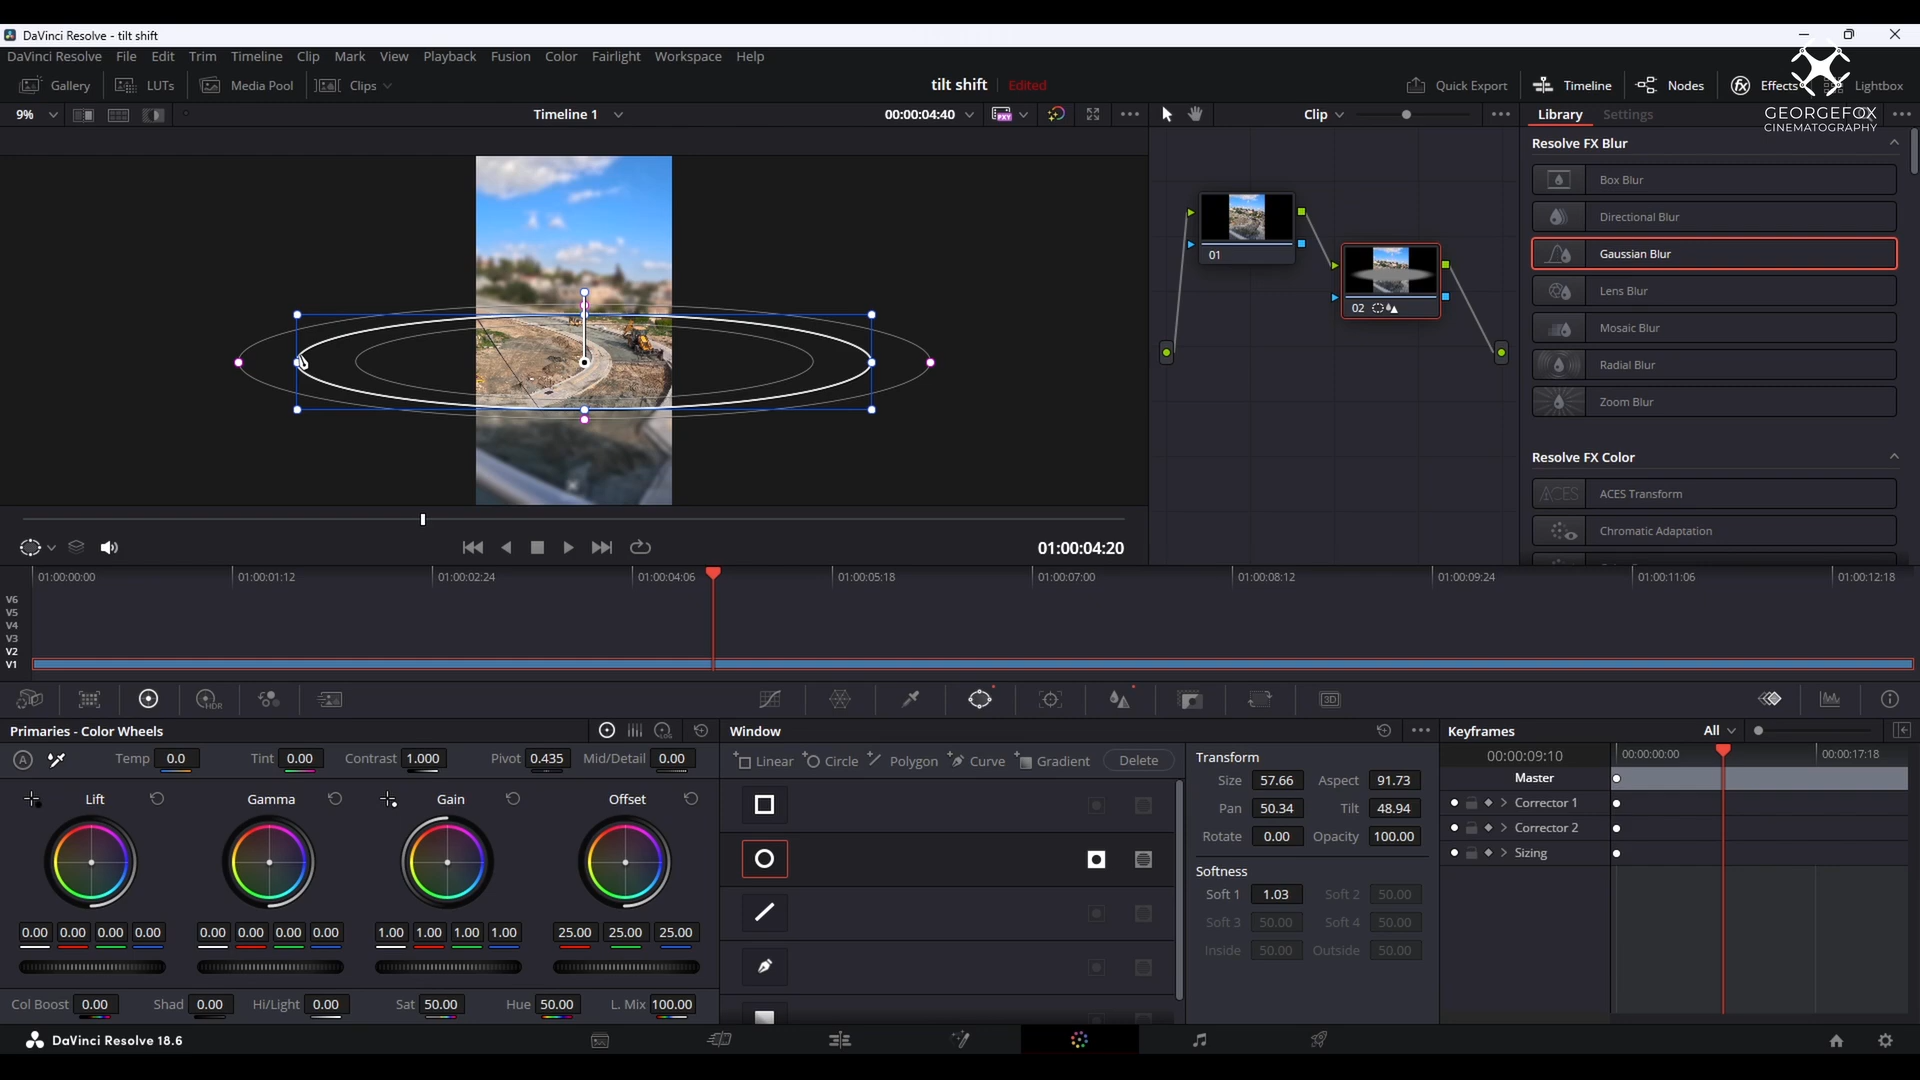 DaVinci Resolve - tilt shift
DaVinci Resolve File Edit Trim Timeline Clip Mark View Playback Fusion Color Fairlight Workspace Help
Gallery LUTs Media Pool Clips tilt shift Edited Quick Export Timeline Nodes Effects Lightbox
GEORGEFOX
CINEMATOGRAPHY
9% Timeline 1 00:00:04:40 PXY Clip Library Settings
Resolve FX Blur
Box Blur
Directional Blur
Gaussian Blur
Lens Blur
Mosaic Blur
Radial Blur
Zoom Blur
Resolve FX Color
ACES ACES Transform
Chromatic Adaptation
01
02
01:00:04:20
01:00:00:00 01:00:01:12 01:00:02:24 01:00:04:06 01:00:05:18 01:00:07:00 01:00:08:12 01:00:09:24 01:00:11:06 01:00:12:18
V6
V5
V4
V3
V2
V1
HDR 3D
Primaries - Color Wheels LOG
A Temp 0.0 Tint 0.00 Contrast 1.000 Pivot 0.435 Mid/Detail 0.00
Lift Gamma Gain Offset
0.00 0.00 0.00 0.00 0.00 0.00 0.00 0.00 1.00 1.00 1.00 1.00 25.00 25.00 25.00
Col Boost 0.00 Shad 0.00 Hi/Light 0.00 Sat 50.00 Hue 50.00 L. Mix 100.00
Window
Linear Circle Polygon Curve Gradient Delete
Transform
Size 57.66 Aspect 91.73
Pan 50.34 Tilt 48.94
Rotate 0.00 Opacity 100.00
Softness
Soft 1 1.03 Soft 2 50.00
Soft 3 50.00 Soft 4 50.00
Inside 50.00 Outside 50.00
Keyframes All
00:00:09:10 00:00:00:00 00:00:17:18
Master
Corrector 1
Corrector 2
Sizing
DaVinci Resolve 18.6